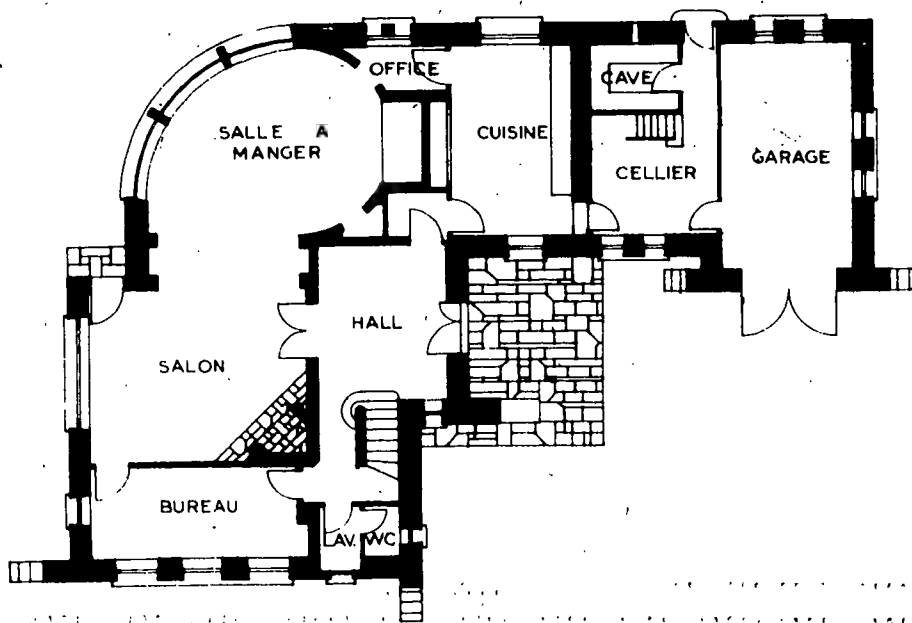 OFFICE
CAVE
SALLE A
MANGER
CUISINE
GARAGE
CELLIER
HALL
SALON
BUREAU
AV.
WC